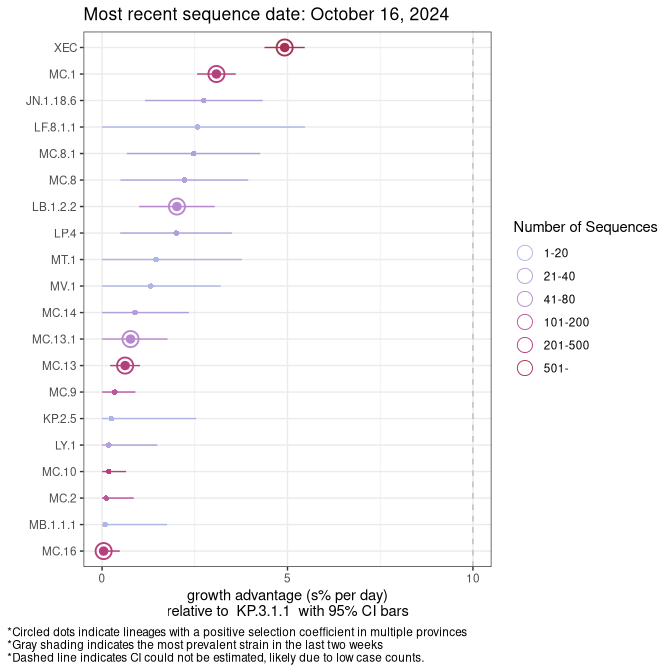 Most recent sequence date: October 16, 2024
XEC
MC.1
JN.1.18.6
LF.8.1.1
MC.8.1
MC.8
LB.1.2.2
LP.4
MT.1
MV.1
MC.14
MC.13.1
MC.13
MC.9
KP.2.5
LY.1
MC.10
MC.2
MB.1.1.1
MC.16
0 5 10
growth advantage (s% per day)
relative to KP.3.1.1 with 95% CI bars
Number of Sequences
1-20
21-40
41-80
101-200
201-500
501-
*Circled dots indicate lineages with a positive selection coefficient in multiple provinces
*Gray shading indicates the most prevalent strain in the last two weeks
*Dashed line indicates CI could not be estimated, likely due to low case counts.